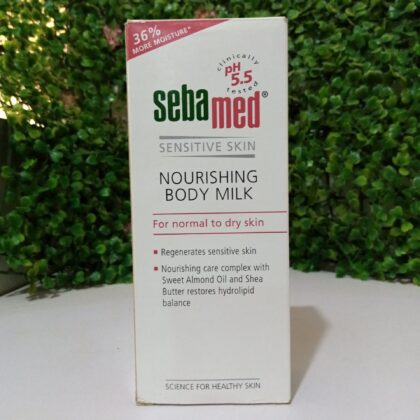 36%
MORE MOISTURE*
clinically
pH
5.5
tested
sebamed®
SENSITIVE SKIN
NOURISHING
BODY MILK
For normal to dry skin
▪ Regenerates sensitive skin
▪ Nourishing care complex with
Sweet Almond Oil and Shea
Butter restores hydrolipid
balance
SCIENCE FOR HEALTHY SKIN